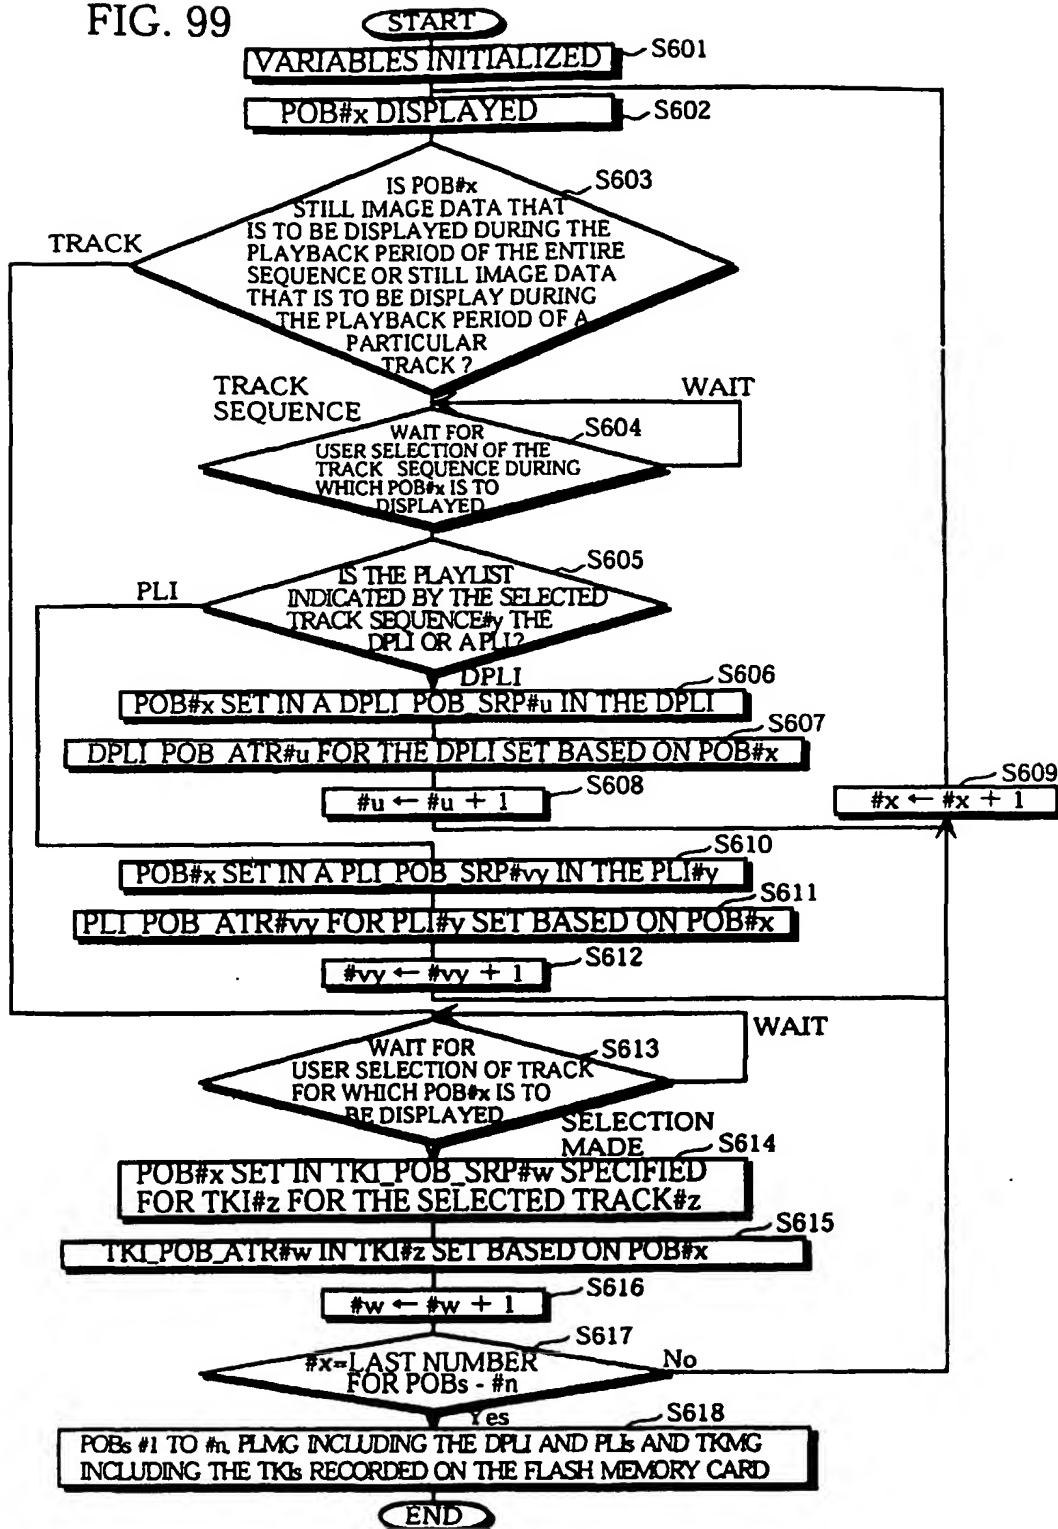 FIG. 99
START
VARIABLES INITIALIZED
S601
POB#x DISPLAYED
S602
IS POB#x
STILL IMAGE DATA THAT
IS TO BE DISPLAYED DURING THE
PLAYBACK PERIOD OF THE ENTIRE
SEQUENCE OR STILL IMAGE DATA
THAT IS TO BE DISPLAY DURING
THE PLAYBACK PERIOD OF A
PARTICULAR
TRACK ?
S603
TRACK
TRACK
SEQUENCE
WAIT
WAIT FOR
USER SELECTION OF THE
TRACK SEQUENCE DURING
WHICH POB#x IS TO
DISPLAYED
S604
IS THE PLAYLIST
INDICATED BY THE SELECTED
TRACK SEQUENCE#y THE
DPLI OR A PLI?
S605
PLI
DPLI
POB#x SET IN A DPLI_POB_SRP#u IN THE DPLI
S606
DPLI_POB_ATR#u FOR THE DPLI SET BASED ON POB#x
S607
#u ← #u + 1
S608
#x ← #x + 1
S609
POB#x SET IN A PLI_POB_SRP#vy IN THE PLI#y
S610
PLI_POB_ATR#vy FOR PLI#y SET BASED ON POB#x
S611
#vy ← #vy + 1
S612
WAIT
WAIT FOR
USER SELECTION OF TRACK
FOR WHICH POB#x IS TO
BE DISPLAYED
S613
SELECTION
MADE
POB#x SET IN TKI_POB_SRP#w SPECIFIED
FOR TKI#z FOR THE SELECTED TRACK#z
S614
TKI_POB_ATR#w IN TKI#z SET BASED ON POB#x
S615
#w ← #w + 1
S616
#x=LAST NUMBER
FOR POBs - #n
S617
No
Yes
POBs #1 TO #n, PLMG INCLUDING THE DPLI AND PLIs AND TKMG
INCLUDING THE TKIs RECORDED ON THE FLASH MEMORY CARD
S618
END